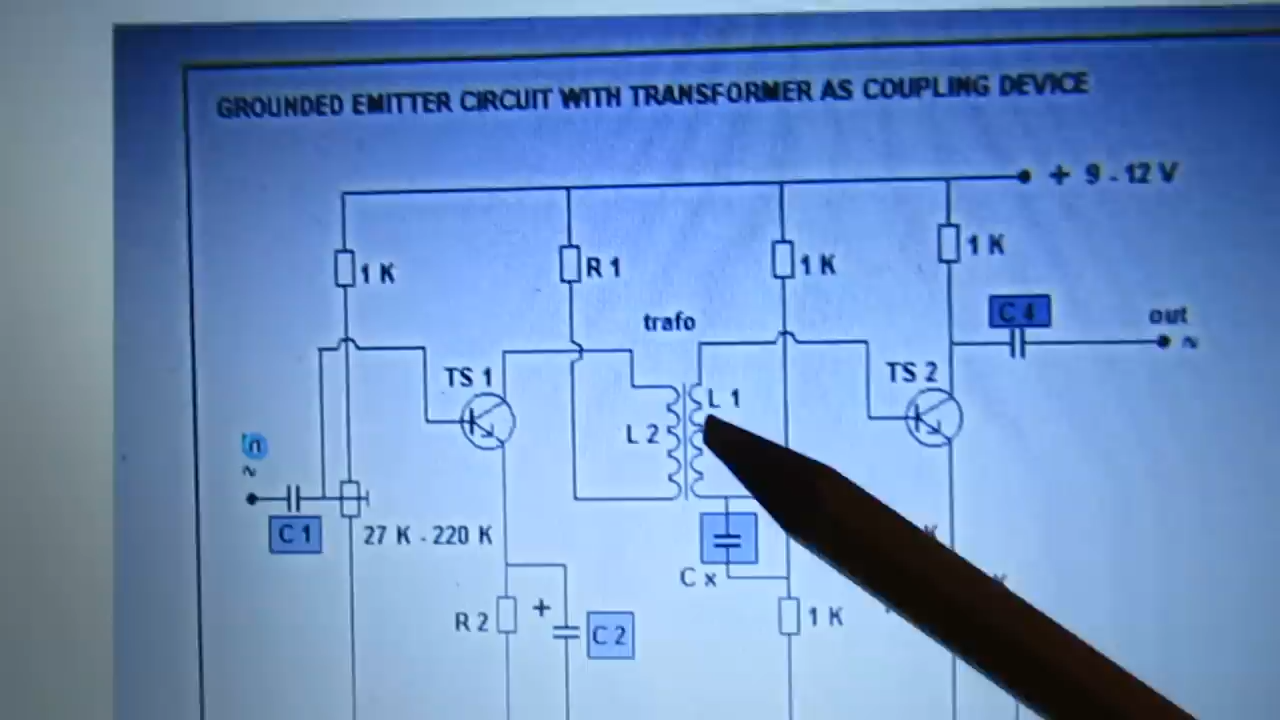 GROUNDED EMITTER CIRCUIT WITH TRANSFORMER AS COUPLING DEVICE
+ 9 - 12 V
1 K
R 1
1 K
1 K
C 4
out
~
trafo
TS 1
TS 2
L 1
L 2
in
~
C 1
27 K - 220 K
C x
R 2
+
C 2
1 K